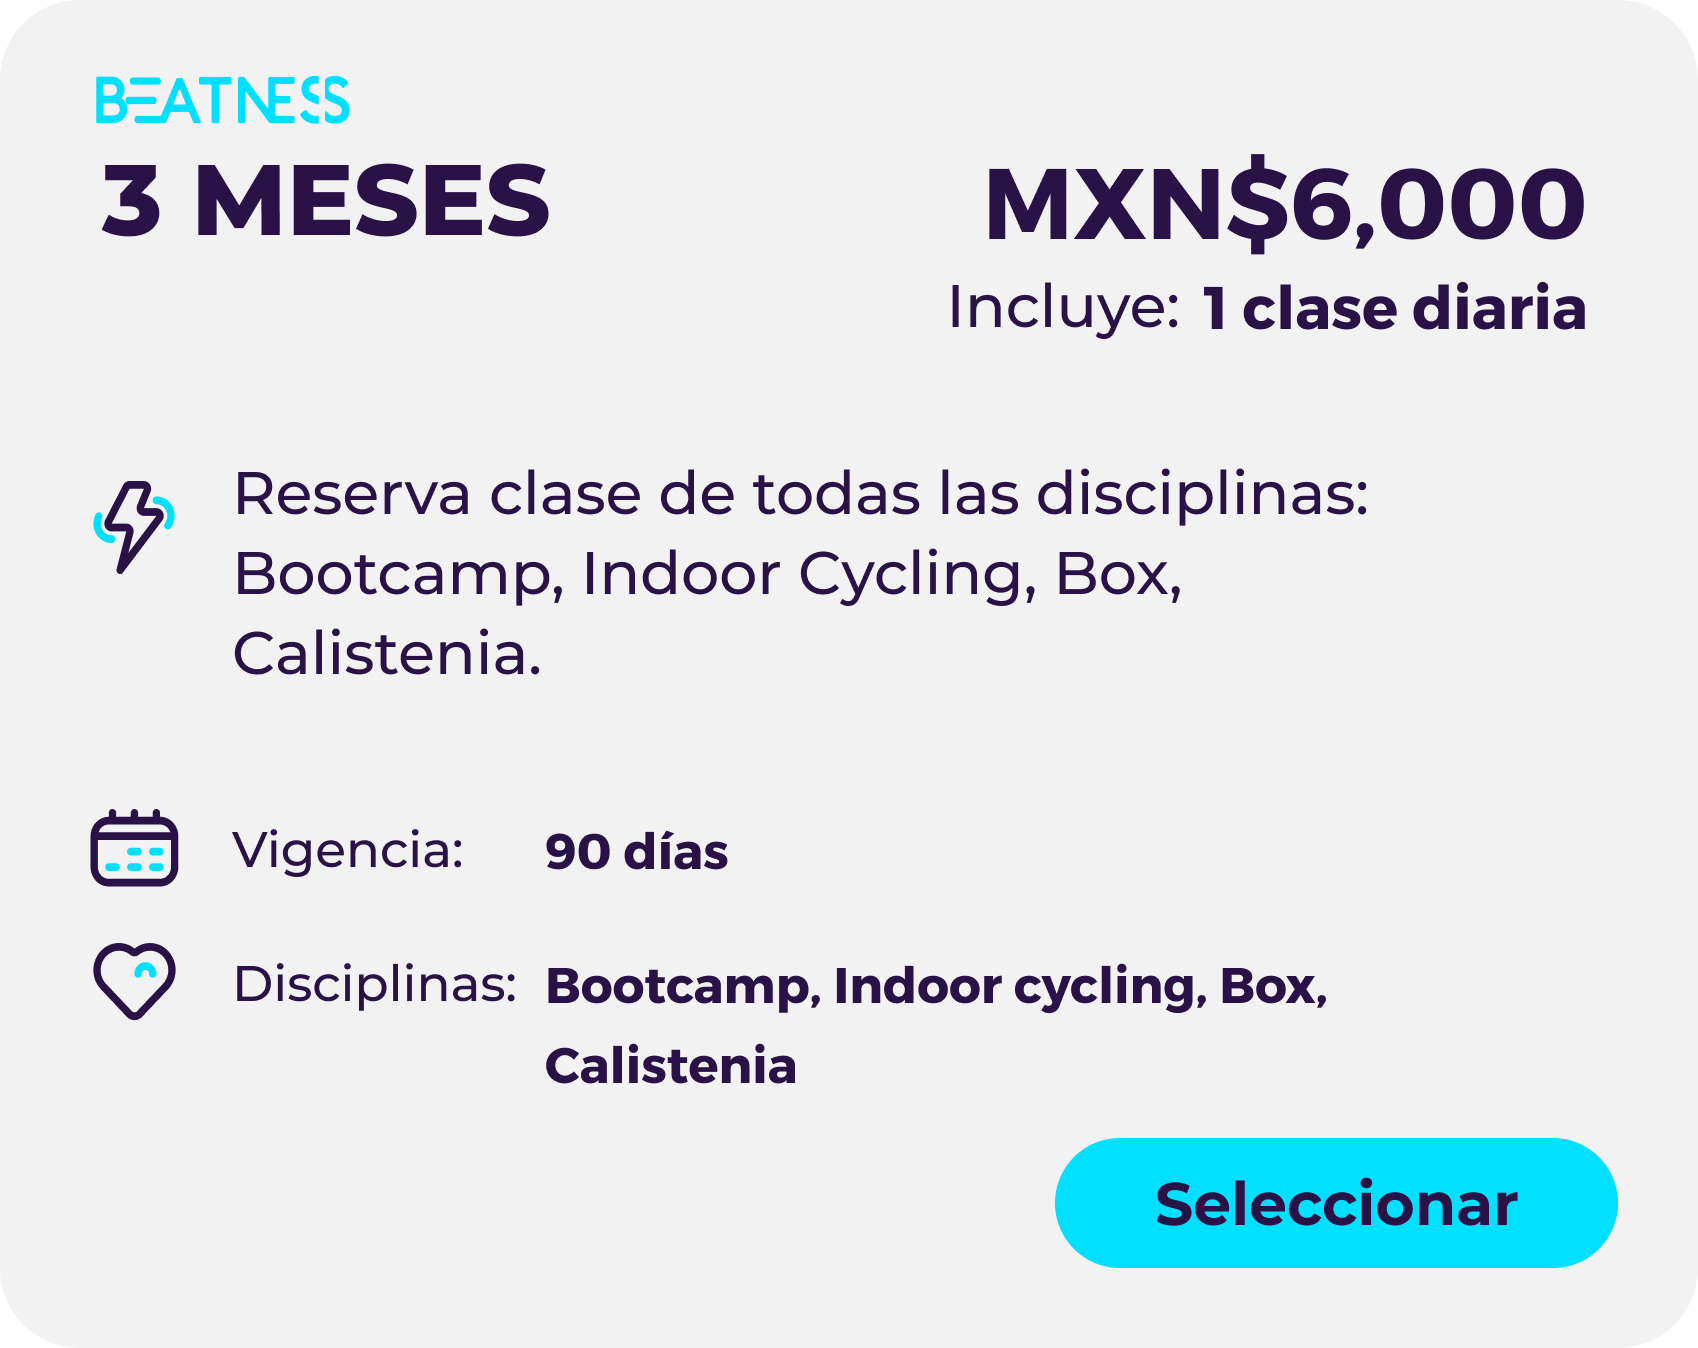 BEATNESS
3 MESES
MXN$6,000
Incluye: 1 clase diaria
Reserva clase de todas las disciplinas:
Bootcamp, Indoor Cycling, Box,
Calistenia.
Vigencia: 90 días
Disciplinas: Bootcamp, Indoor cycling, Box,
Calistenia
Seleccionar